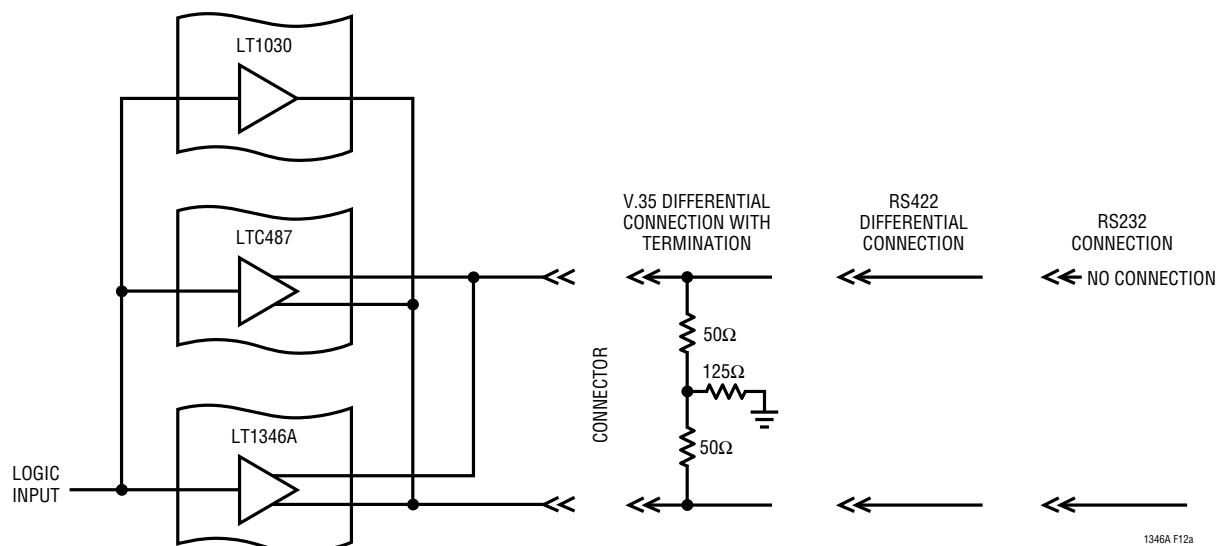 LT1030
LTC487
LT1346A
LOGIC
INPUT
CONNECTOR
V.35 DIFFERENTIAL
CONNECTION WITH
TERMINATION
50Ω
125Ω
50Ω
RS422
DIFFERENTIAL
CONNECTION
RS232
CONNECTION
NO CONNECTION
1346A F12a